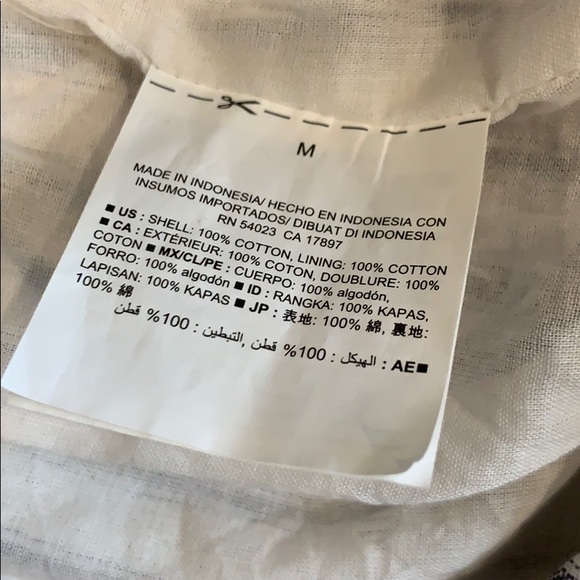 M
MADE IN INDONESIA/ HECHO EN INDONESIA CON
INSUMOS IMPORTADOS/ DIBUAT DI INDONESIA
RN 54023 CA 17897
■ US : SHELL: 100% COTTON, LINING: 100% COTTON
■ CA : EXTÉRIEUR: 100% COTON, DOUBLURE: 100%
COTON ■ MX/CL/PE : CUERPO: 100% algodón,
FORRO: 100% algodón ■ ID : RANGKA: 100% KAPAS,
LAPISAN: 100% KAPAS ■ JP : 表地: 100% 綿, 裏地:
100% 綿
■AE : الهيكل : 100% قطن ,التبطين : 100% قطن